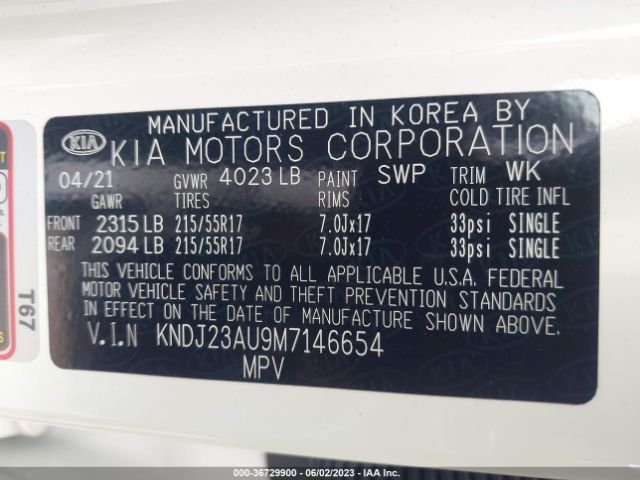 MANUFACTURED IN KOREA BY
KIA KIA MOTORS CORPORATION
04/21 GVWR 4023 LB PAINT SWP TRIM WK
GAWR TIRES RIMS COLD TIRE INFL
FRONT 2315 LB 215/55R17 7.0Jx17 33psi SINGLE
REAR 2094 LB 215/55R17 7.0Jx17 33psi SINGLE
THIS VEHICLE CONFORMS TO ALL APPLICABLE U.S.A. FEDERAL
MOTOR VEHICLE SAFETY AND THEFT PREVENTION STANDARDS
IN EFFECT ON THE DATE OF MANUFACTURE SHOWN ABOVE.
V.I.N KNDJ23AU9M7146654
MPV
T67
000-36729900 - 06/02/2023 - IAAI.COM